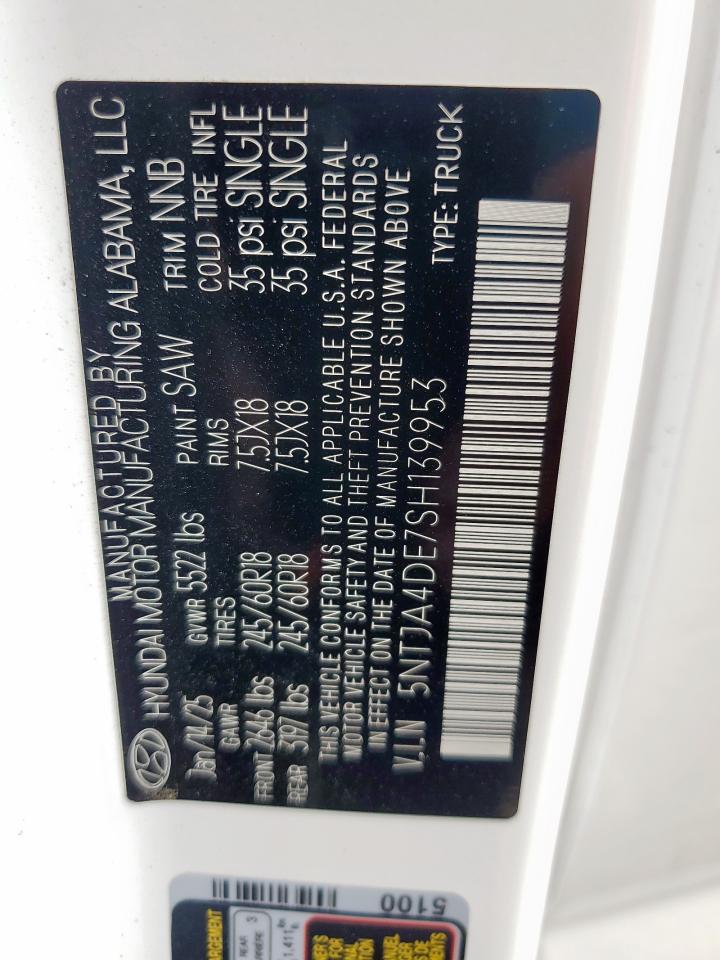 MANUFACTURED BY
HYUNDAI MOTOR MANUFACTURING ALABAMA, LLC
Jan/14/25 GVWR 5522 lbs PAINT SAW TRIM NNB
GAWR TIRES RMS COLD TIRE INFL
FRONT 2646 lbs 245/60R18 7.5JX18 35 psi SINGLE
REAR 3197 lbs 245/60R18 7.5JX18 35 psi SINGLE
THIS VEHICLE CONFORMS TO ALL APPLICABLE U.S.A. FEDERAL
MOTOR VEHICLE SAFETY AND THEFT PREVENTION STANDARDS
IN EFFECT ON THE DATE OF MANUFACTURE SHOWN ABOVE
V.I.N 5NTJA4DE7SH139953
TYPE: TRUCK
5100
REAR 3